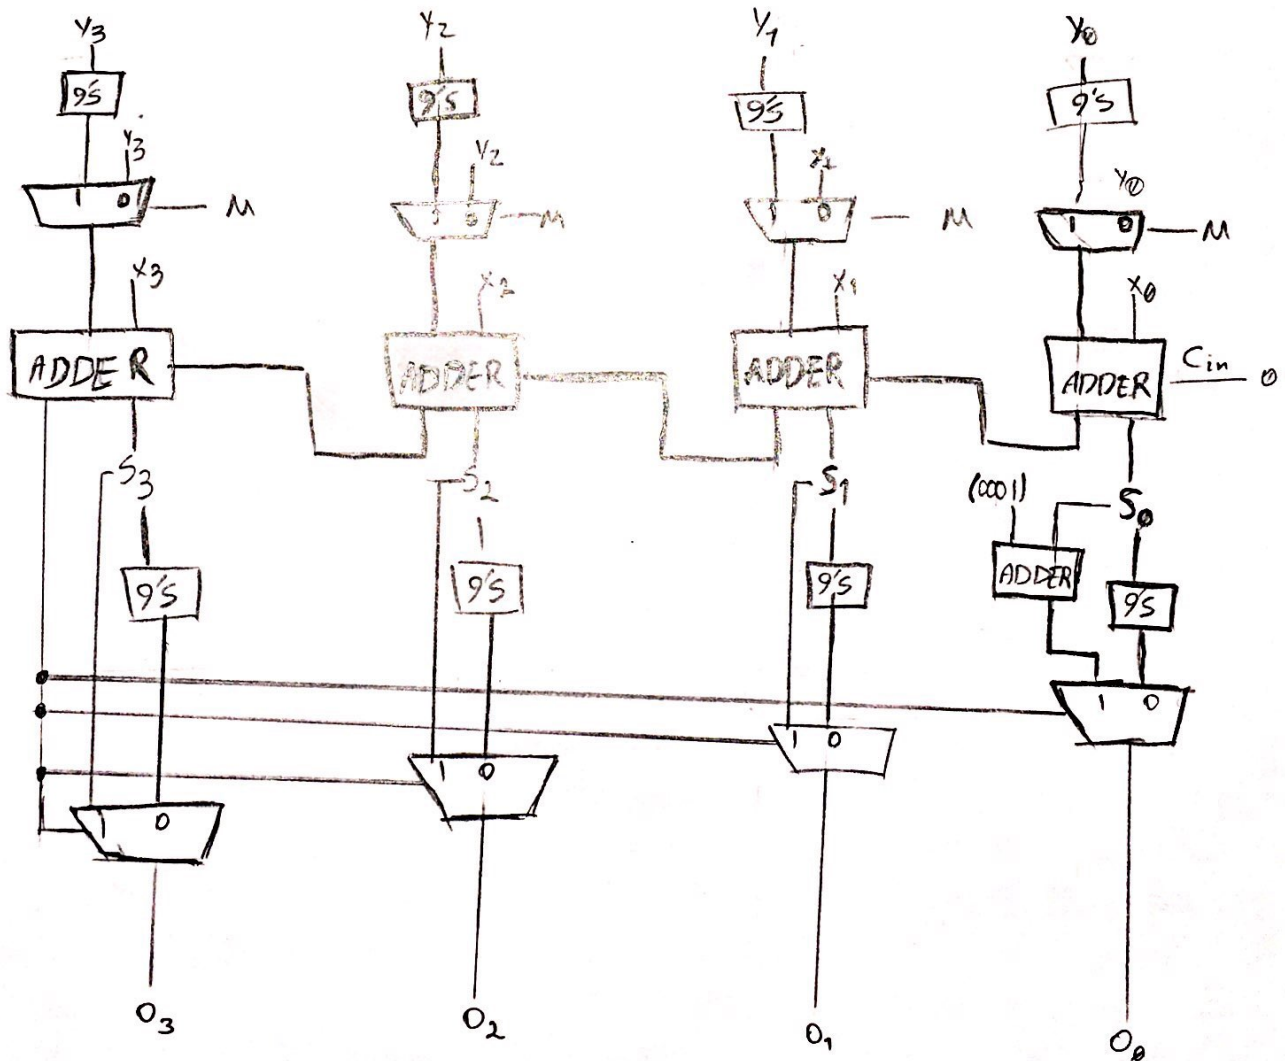 Y3 Y2 Y1 Y0
9'S 9'S 9'S 9'S
Y3 Y2 Y0
1 0 M 1 0 M 1 0 M 1 0 M
X3 X2 X1 X0
ADDER ADDER ADDER ADDER Cin 0
S3 S2 S1 (0001) S0
ADDER
9'S 9'S 9'S 9'S
1 0
1 0
1 0
1 0
O3 O2 O1 O0